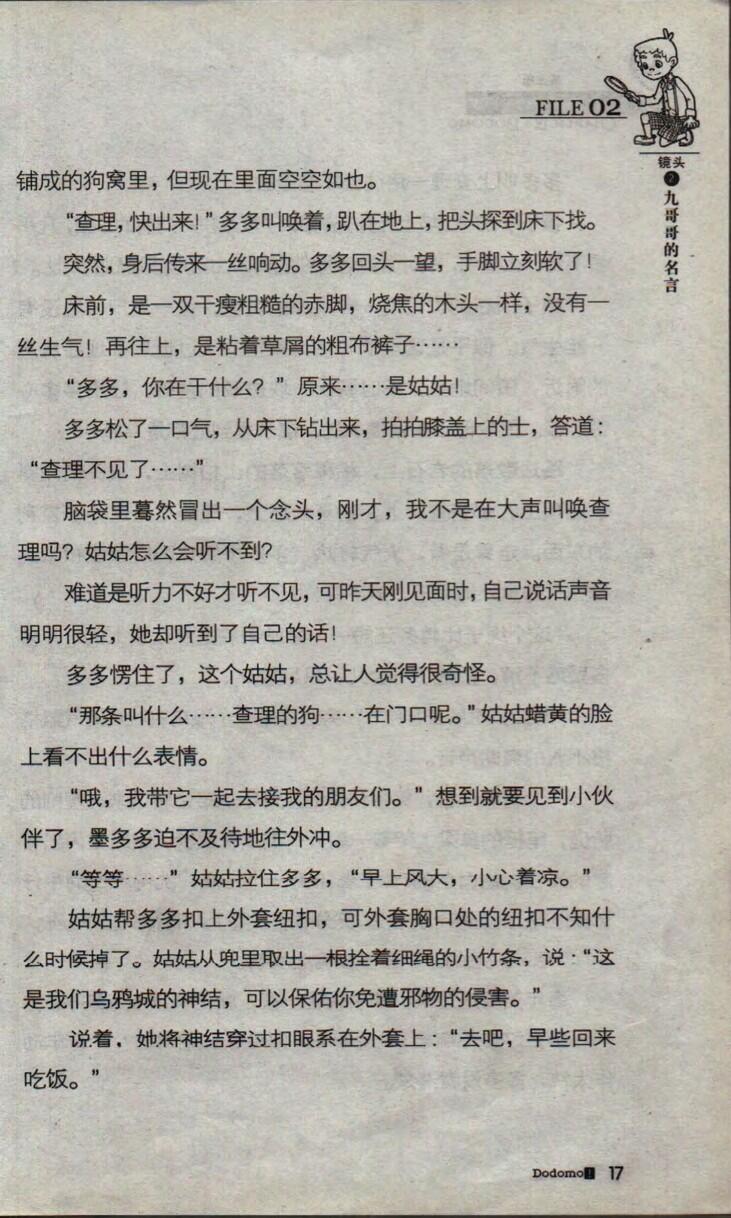 FILE 02
镜头
2
九哥哥的名言
铺成的狗窝里，但现在里面空空如也。
“查理，快出来！”多多叫唤着，趴在地上，把头探到床下找。
突然，身后传来一丝响动。多多回头一望，手脚立刻软了！
床前，是一双干瘦粗糙的赤脚，烧焦的木头一样，没有一
丝生气！再往上，是粘着草屑的粗布裤子……
“多多，你在干什么？”原来……是姑姑！
多多松了一口气，从床下钻出来，拍拍膝盖上的士，答道：
“查理不见了……”
脑袋里蓦然冒出一个念头，刚才，我不是在大声叫唤查
理吗？姑姑怎么会听不到？
难道是听力不好才听不见，可昨天刚见面时，自己说话声音
明明很轻，她却听到了自己的话！
多多愣住了，这个姑姑，总让人觉得很奇怪。
“那条叫什么……查理的狗……在门口呢。”姑姑蜡黄的脸
上看不出什么表情。
“哦，我带它一起去接我的朋友们。”想到就要见到小伙
伴了，墨多多迫不及待地往外冲。
“等等……”姑姑拉住多多，“早上风大，小心着凉。”
姑姑帮多多扣上外套纽扣，可外套胸口处的纽扣不知什
么时候掉了。姑姑从兜里取出一根拴着细绳的小竹条，说：“这
是我们乌鸦城的神结，可以保佑你免遭邪物的侵害。”
说着，她将神结穿过扣眼系在外套上：“去吧，早些回来
吃饭。”
Dodomo! 17